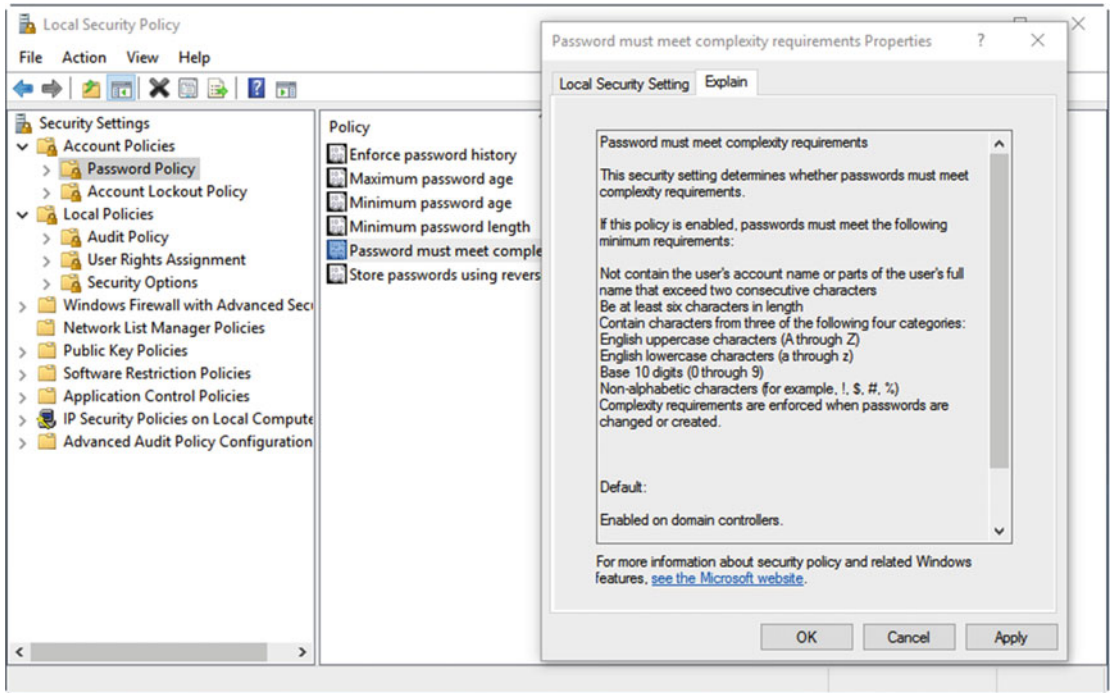 Local Security Policy
File Action View Help
Security Settings
Account Policies
Password Policy
Account Lockout Policy
Local Policies
Audit Policy
User Rights Assignment
Security Options
Windows Firewall with Advanced Secu
Network List Manager Policies
Public Key Policies
Software Restriction Policies
Application Control Policies
IP Security Policies on Local Compute
Advanced Audit Policy Configuration
Policy
Enforce password history
Maximum password age
Minimum password age
Minimum password length
Password must meet comple
Store passwords using revers
Password must meet complexity requirements Properties
Local Security Setting Explain
Password must meet complexity requirements
This security setting determines whether passwords must meet
complexity requirements.
If this policy is enabled, passwords must meet the following
minimum requirements:
Not contain the user's account name or parts of the user's full
name that exceed two consecutive characters
Be at least six characters in length
Contain characters from three of the following four categories:
English uppercase characters (A through Z)
English lowercase characters (a through z)
Base 10 digits (0 through 9)
Non-alphabetic characters (for example, !, $, #, %)
Complexity requirements are enforced when passwords are
changed or created.
Default:
Enabled on domain controllers.
For more information about security policy and related Windows
features, see the Microsoft website.
OK Cancel Apply